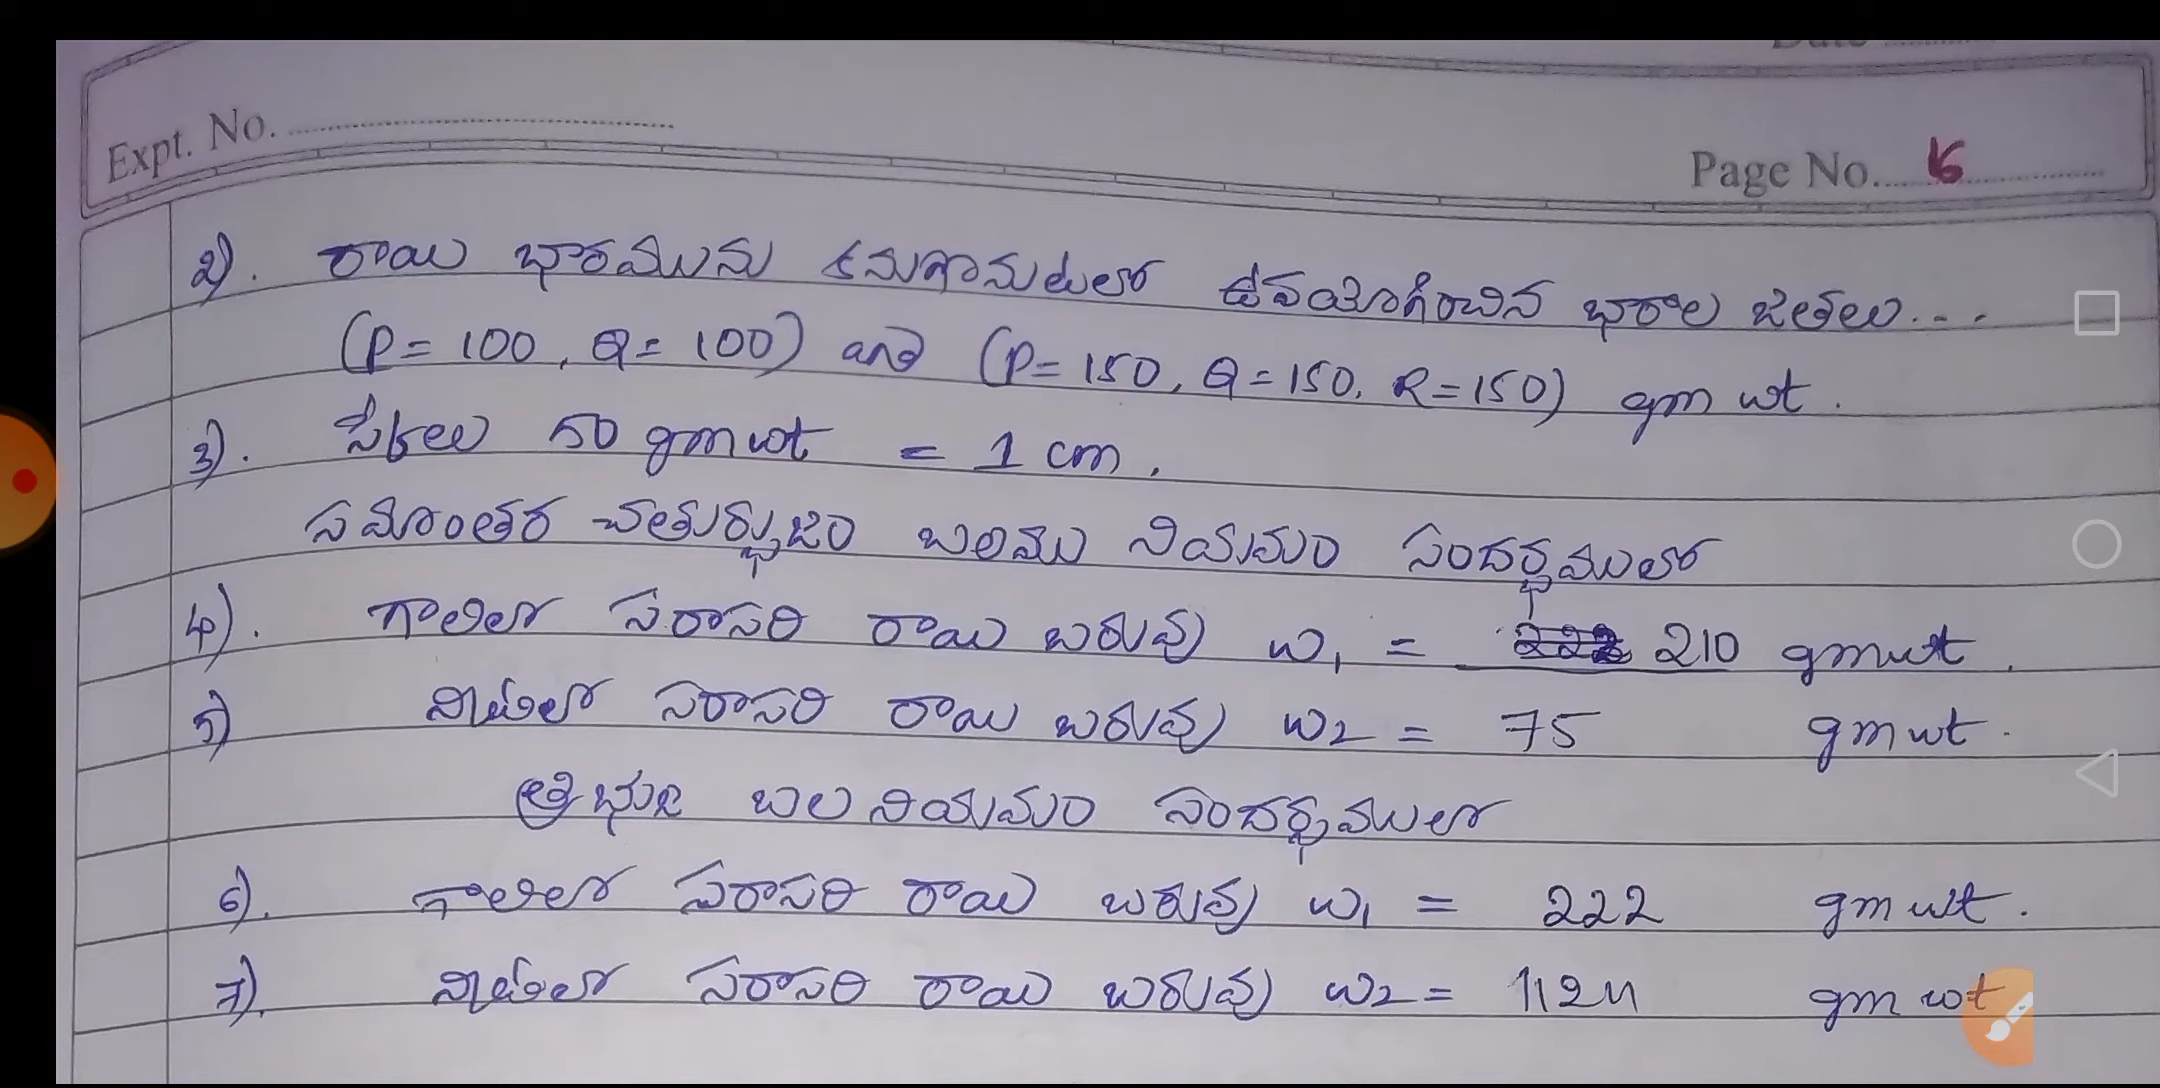 Expt. No.
Page No. 16
2). రాయి భారమును కనుగొనుటలో ఉపయోగించిన భారాల జతలు...
(P = 100, Q = 100) and (P = 150, Q = 150, R = 150) gm wt.
3). స్కేలు 50 gm wt = 1 cm.
సమాంతర చతుర్భుజం బలము నియమం సందర్భములో
4). గాలిలో సరాసరి రాయి బరువు W1 = 210 gm wt.
5) నీటిలో సరాసరి రాయి బరువు W2 = 75 gm wt.
త్రిభుజ బల నియమం సందర్భములో
6). గాలిలో సరాసరి రాయి బరువు W1 = 222 gm wt.
7). నీటిలో సరాసరి రాయి బరువు W2 = gm wt